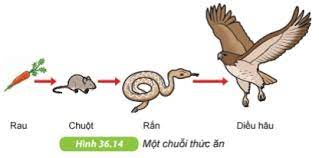 Rau Chuột Rắn Diều hâu
Hình 36.14 Một chuỗi thức ăn